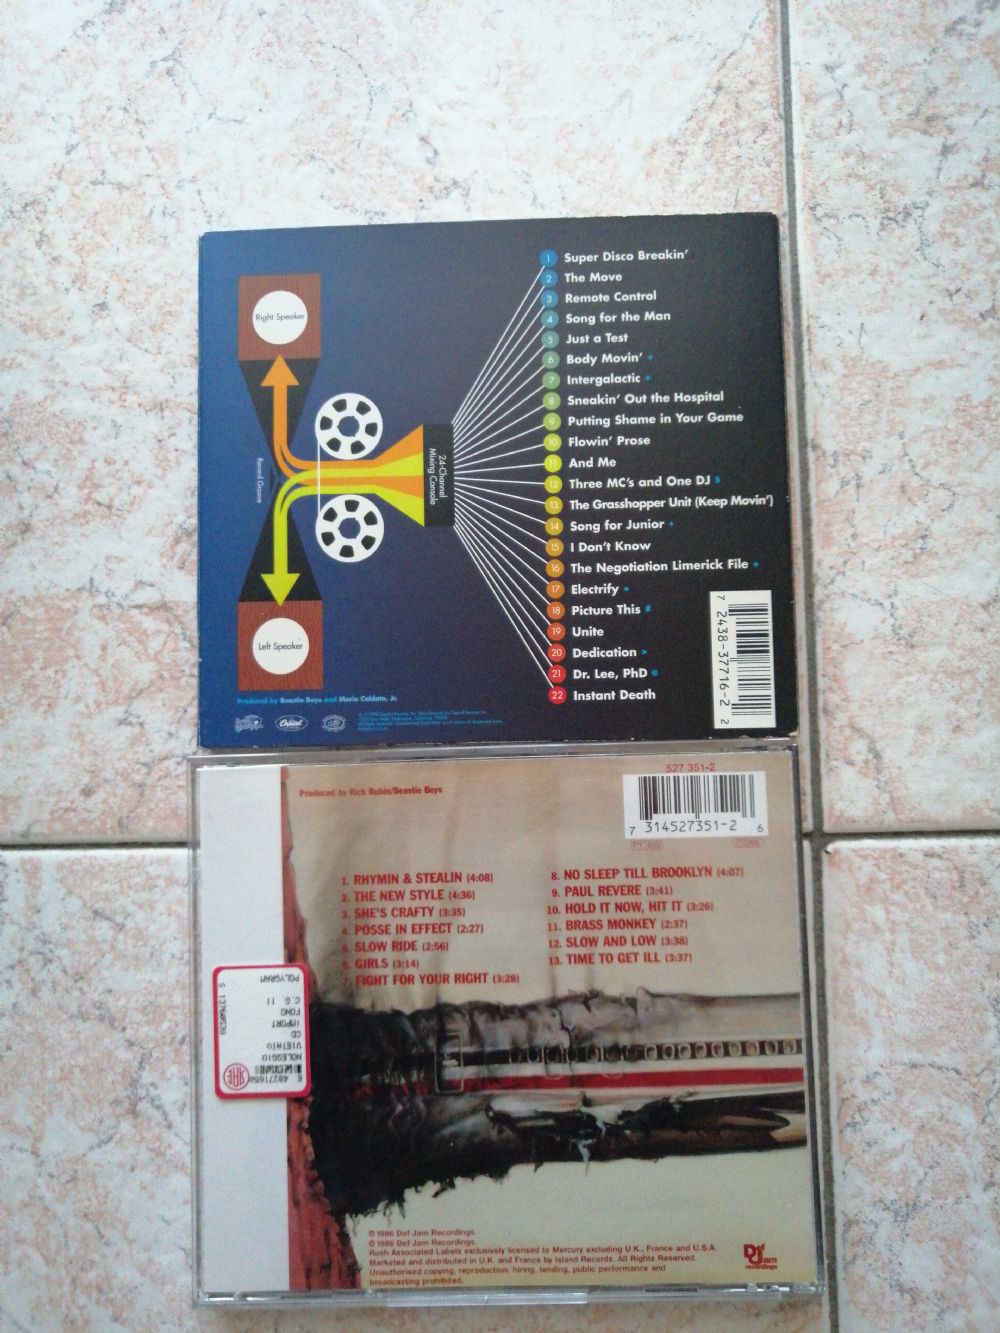 Right Speaker
Record Groove
24-Channel
Mixing Console
Left Speaker
1 Super Disco Breakin'
2 The Move
3 Remote Control
4 Song for the Man
5 Just a Test
6 Body Movin' +
7 Intergalactic +
8 Sneakin' Out the Hospital
9 Putting Shame in Your Game
10 Flowin' Prose
11 And Me
12 Three MC's and One DJ $
13 The Grasshopper Unit (Keep Movin')
14 Song for Junior +
15 I Don't Know
16 The Negotiation Limerick File +
17 Electrify +
18 Picture This #
19 Unite
20 Dedication >
21 Dr. Lee, PhD @
22 Instant Death
7 2438-37716-2 2
Produced by Beastie Boys and Mario Caldato, Jr.
Capitol
527 351-2
Produced by Rick Rubin/Beastie Boys
7 314527351-2 6
1. RHYMIN & STEALIN (4:08)
2. THE NEW STYLE (4:36)
3. SHE'S CRAFTY (3:35)
4. POSSE IN EFFECT (2:27)
5. SLOW RIDE (2:56)
6. GIRLS (3:14)
7. FIGHT FOR YOUR RIGHT (3:28)
8. NO SLEEP TILL BROOKLYN (4:07)
9. PAUL REVERE (3:41)
10. HOLD IT NOW, HIT IT (3:26)
11. BRASS MONKEY (2:37)
12. SLOW AND LOW (3:38)
13. TIME TO GET ILL (3:37)
NOLEGGIO
VIETATO
CD
IMPORT
FONO
C.G. 11
POLYGRAM
℗ 1986 Def Jam Recordings.
© 1986 Def Jam Recordings.
Rush Associated Labels exclusively licensed to Mercury excluding U.K., France and U.S.A.
Marketed and distributed in U.K. and France by Island Records. All Rights Reserved.
Unauthorised copying, reproduction, hiring, lending, public performance and
broadcasting prohibited.
Def Jam
recordings